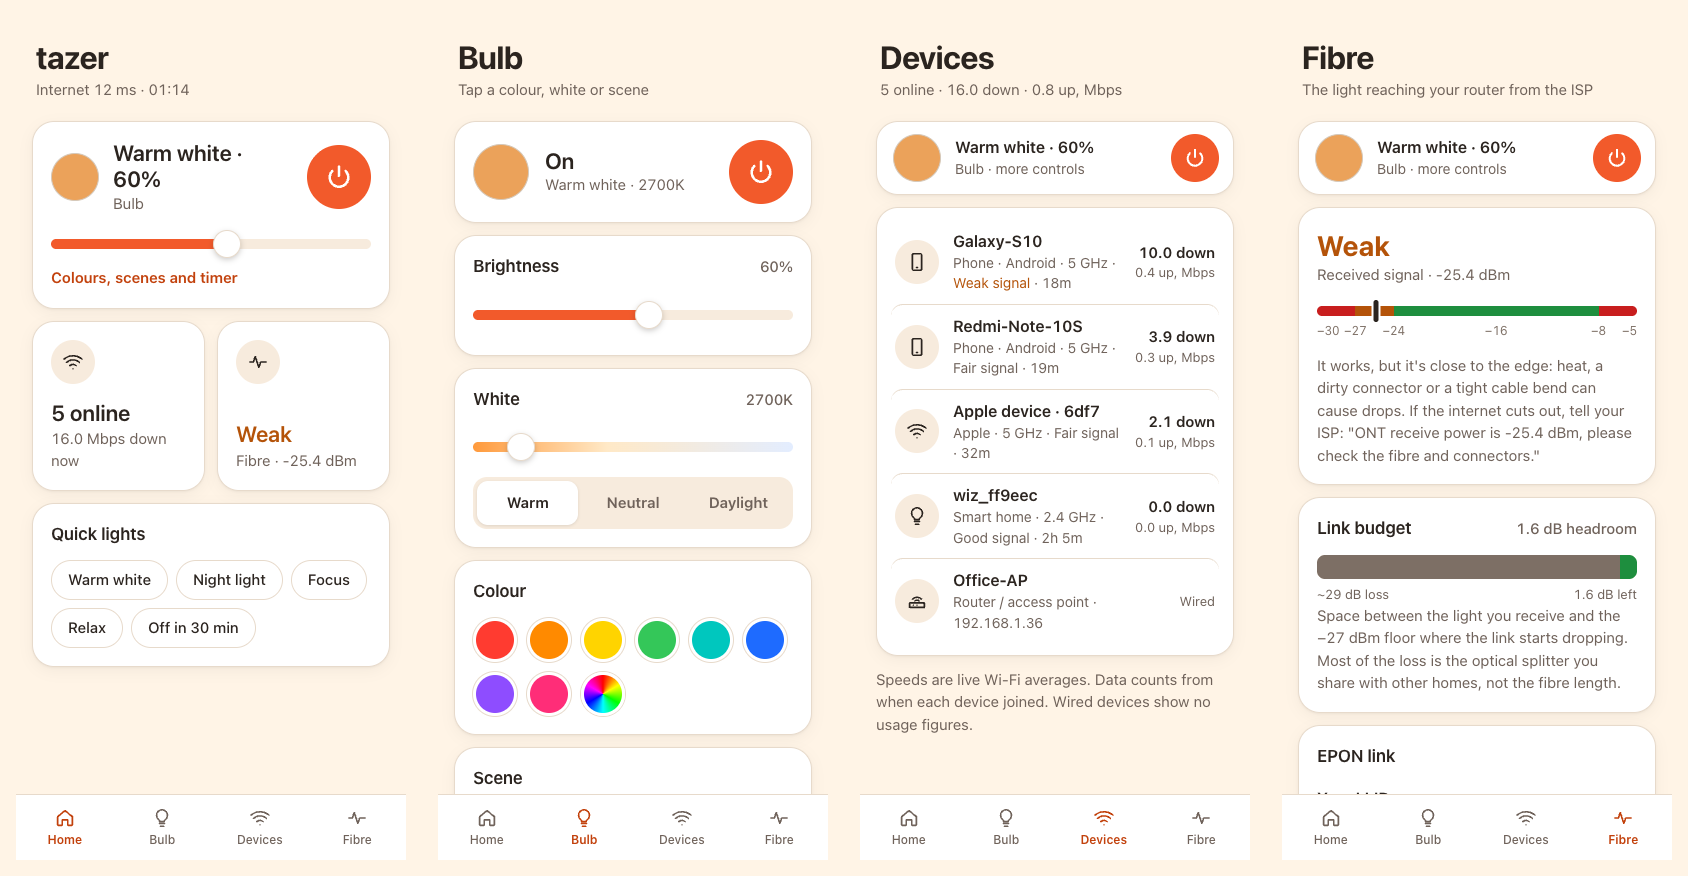 tazer
Internet 12 ms · 01:14
Warm white ·
60%
Bulb
Colours, scenes and timer
5 online
16.0 Mbps down
now
Weak
Fibre · -25.4 dBm
Quick lights
Warm white
Night light
Focus
Relax
Off in 30 min
Home
Bulb
Devices
Fibre
Bulb
Tap a colour, white or scene
On
Warm white · 2700K
Brightness
60%
White
2700K
Warm
Neutral
Daylight
Colour
Scene
Home
Bulb
Devices
Fibre
Devices
5 online · 16.0 down · 0.8 up, Mbps
Warm white · 60%
Bulb · more controls
Galaxy-S10
Phone · Android · 5 GHz ·
Weak signal · 18m
10.0 down
0.4 up, Mbps
Redmi-Note-10S
Phone · Android · 5 GHz ·
Fair signal · 19m
3.9 down
0.3 up, Mbps
Apple device · 6df7
Apple · 5 GHz · Fair signal
· 32m
2.1 down
0.1 up, Mbps
wiz_ff9eec
Smart home · 2.4 GHz ·
Good signal · 2h 5m
0.0 down
0.0 up, Mbps
Office-AP
Router / access point ·
192.168.1.36
Wired
Speeds are live Wi-Fi averages. Data counts from
when each device joined. Wired devices show no
usage figures.
Home
Bulb
Devices
Fibre
Fibre
The light reaching your router from the ISP
Warm white · 60%
Bulb · more controls
Weak
Received signal · -25.4 dBm
−30 −27 −24 −16 −8 −5
It works, but it's close to the edge: heat, a
dirty connector or a tight cable bend can
cause drops. If the internet cuts out, tell your
ISP: "ONT receive power is -25.4 dBm, please
check the fibre and connectors."
Link budget
1.6 dB headroom
~29 dB loss
1.6 dB left
Space between the light you receive and the
−27 dBm floor where the link starts dropping.
Most of the loss is the optical splitter you
share with other homes, not the fibre length.
EPON link
Home
Bulb
Devices
Fibre